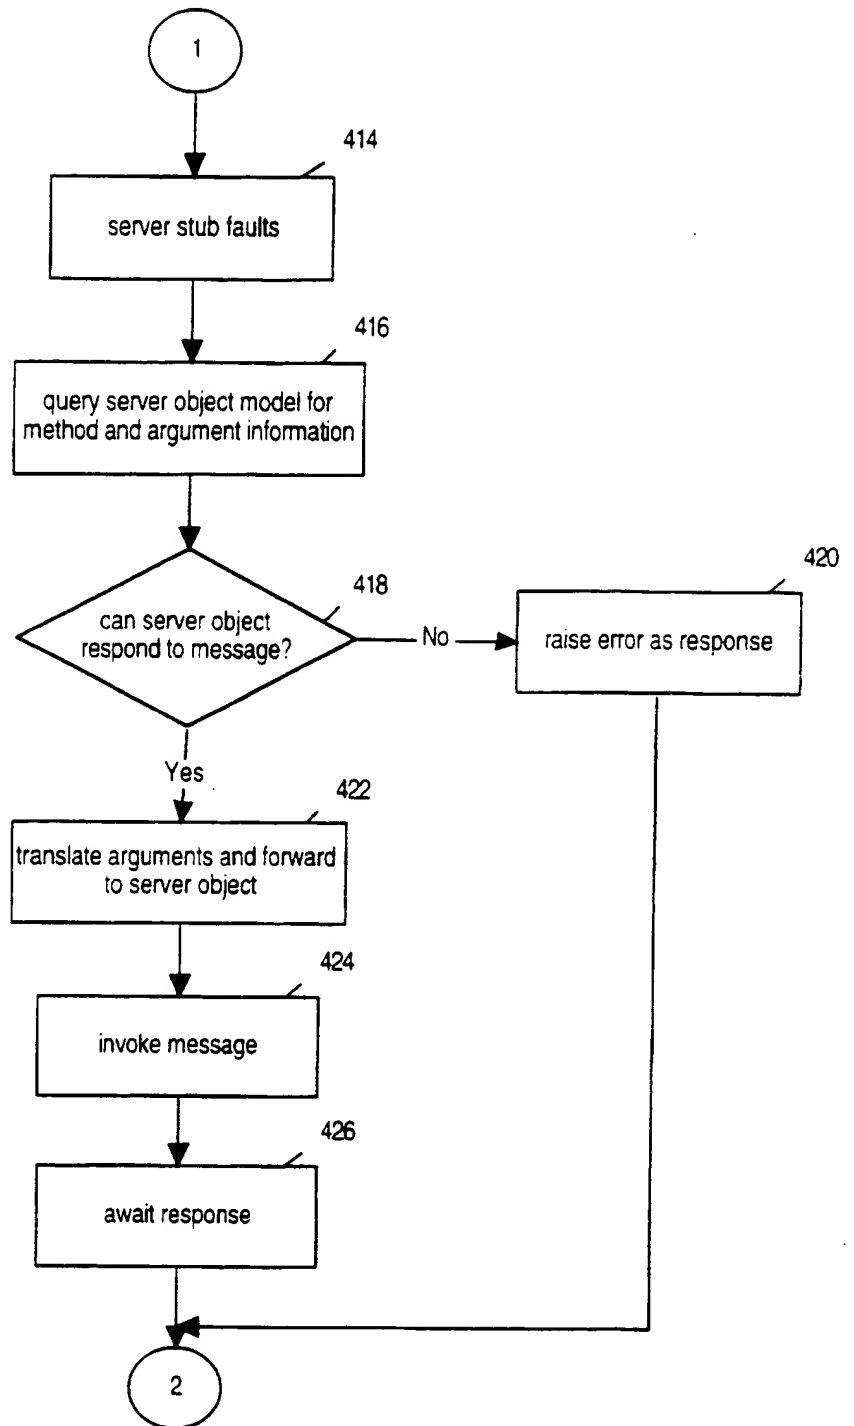 1
414
server stub faults
416
query server object model for
method and argument information
418
can server object
respond to message?
No
420
raise error as response
Yes
422
translate arguments and forward
to server object
424
invoke message
426
await response
2